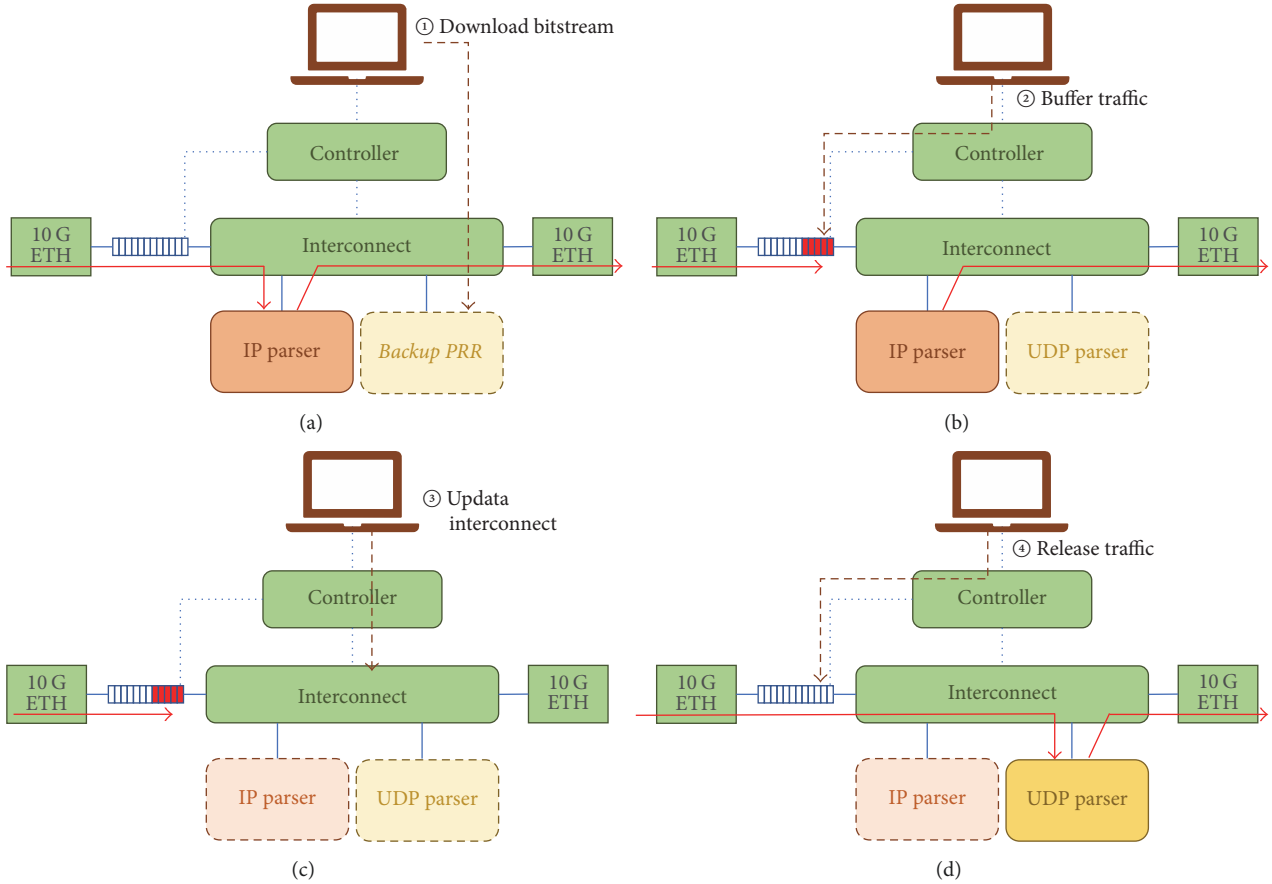 ① Download bitstream
Controller
10 G
ETH
Interconnect
10 G
ETH
IP parser
Backup PRR
(a)
② Buffer traffic
Controller
10 G
ETH
Interconnect
10 G
ETH
IP parser
UDP parser
(b)
③ Updata
interconnect
Controller
10 G
ETH
Interconnect
10 G
ETH
IP parser
UDP parser
(c)
④ Release traffic
Controller
10 G
ETH
Interconnect
10 G
ETH
IP parser
UDP parser
(d)